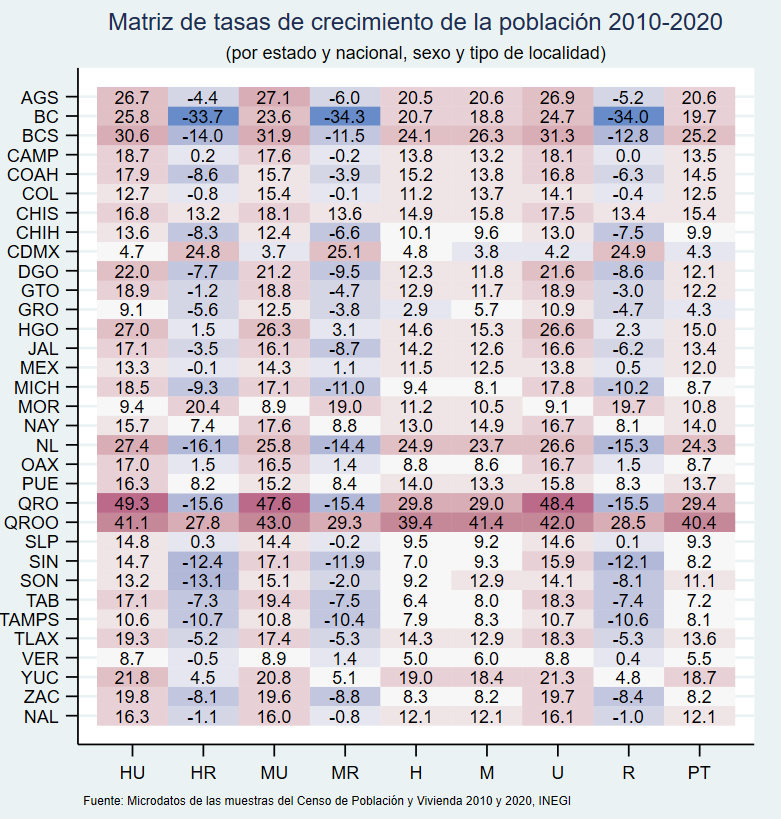 Matriz de tasas de crecimiento de la población 2010-2020
(por estado y nacional, sexo y tipo de localidad)
AGS 26.7 -4.4 27.1 -6.0 20.5 20.6 26.9 -5.2 20.6
BC 25.8 -33.7 23.6 -34.3 20.7 18.8 24.7 -34.0 19.7
BCS 30.6 -14.0 31.9 -11.5 24.1 26.3 31.3 -12.8 25.2
CAMP 18.7 0.2 17.6 -0.2 13.8 13.2 18.1 0.0 13.5
COAH 17.9 -8.6 15.7 -3.9 15.2 13.8 16.8 -6.3 14.5
COL 12.7 -0.8 15.4 -0.1 11.2 13.7 14.1 -0.4 12.5
CHIS 16.8 13.2 18.1 13.6 14.9 15.8 17.5 13.4 15.4
CHIH 13.6 -8.3 12.4 -6.6 10.1 9.6 13.0 -7.5 9.9
CDMX 4.7 24.8 3.7 25.1 4.8 3.8 4.2 24.9 4.3
DGO 22.0 -7.7 21.2 -9.5 12.3 11.8 21.6 -8.6 12.1
GTO 18.9 -1.2 18.8 -4.7 12.9 11.7 18.9 -3.0 12.2
GRO 9.1 -5.6 12.5 -3.8 2.9 5.7 10.9 -4.7 4.3
HGO 27.0 1.5 26.3 3.1 14.6 15.3 26.6 2.3 15.0
JAL 17.1 -3.5 16.1 -8.7 14.2 12.6 16.6 -6.2 13.4
MEX 13.3 -0.1 14.3 1.1 11.5 12.5 13.8 0.5 12.0
MICH 18.5 -9.3 17.1 -11.0 9.4 8.1 17.8 -10.2 8.7
MOR 9.4 20.4 8.9 19.0 11.2 10.5 9.1 19.7 10.8
NAY 15.7 7.4 17.6 8.8 13.0 14.9 16.7 8.1 14.0
NL 27.4 -16.1 25.8 -14.4 24.9 23.7 26.6 -15.3 24.3
OAX 17.0 1.5 16.5 1.4 8.8 8.6 16.7 1.5 8.7
PUE 16.3 8.2 15.2 8.4 14.0 13.3 15.8 8.3 13.7
QRO 49.3 -15.6 47.6 -15.4 29.8 29.0 48.4 -15.5 29.4
QROO 41.1 27.8 43.0 29.3 39.4 41.4 42.0 28.5 40.4
SLP 14.8 0.3 14.4 -0.2 9.5 9.2 14.6 0.1 9.3
SIN 14.7 -12.4 17.1 -11.9 7.0 9.3 15.9 -12.1 8.2
SON 13.2 -13.1 15.1 -2.0 9.2 12.9 14.1 -8.1 11.1
TAB 17.1 -7.3 19.4 -7.5 6.4 8.0 18.3 -7.4 7.2
TAMPS 10.6 -10.7 10.8 -10.4 7.9 8.3 10.7 -10.6 8.1
TLAX 19.3 -5.2 17.4 -5.3 14.3 12.9 18.3 -5.3 13.6
VER 8.7 -0.5 8.9 1.4 5.0 6.0 8.8 0.4 5.5
YUC 21.8 4.5 20.8 5.1 19.0 18.4 21.3 4.8 18.7
ZAC 19.8 -8.1 19.6 -8.8 8.3 8.2 19.7 -8.4 8.2
NAL 16.3 -1.1 16.0 -0.8 12.1 12.1 16.1 -1.0 12.1
HU HR MU MR H M U R PT
Fuente: Microdatos de las muestras del Censo de Población y Vivienda 2010 y 2020, INEGI